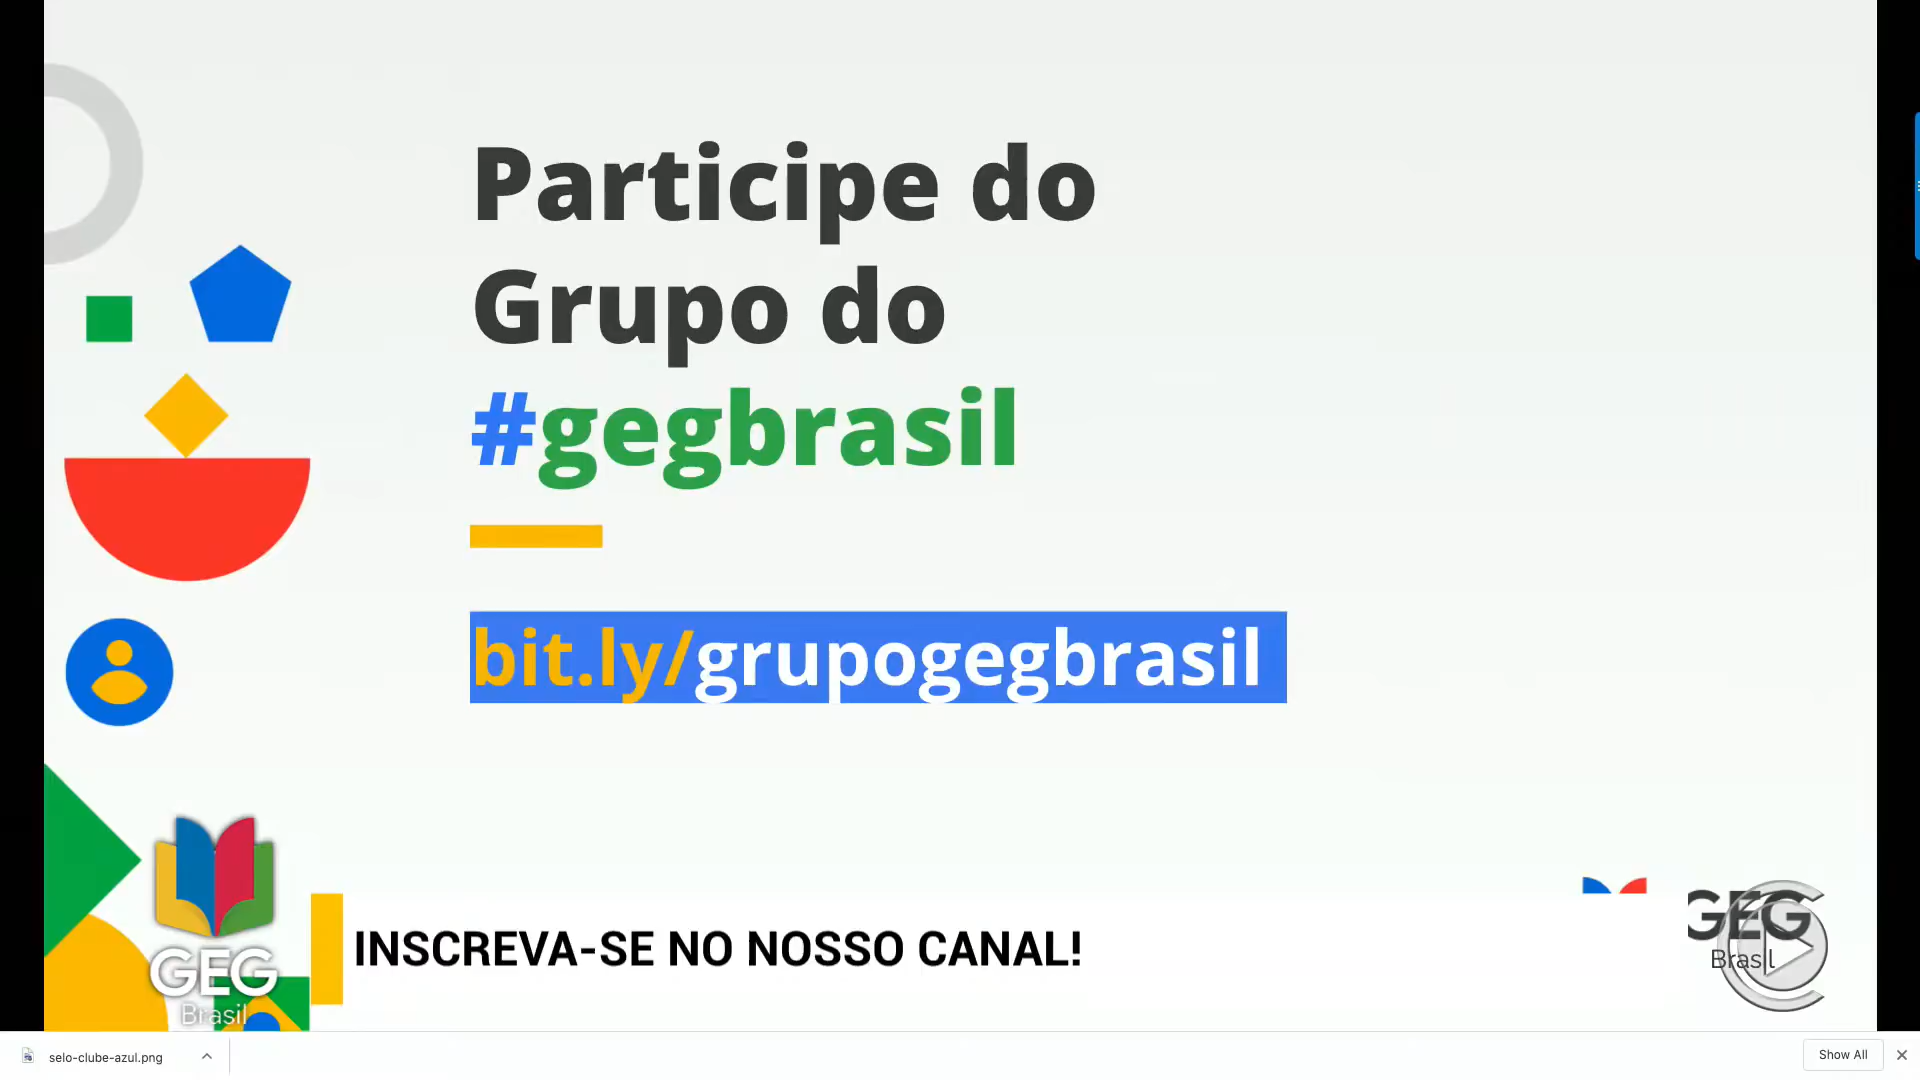 Participe do
Grupo do
#gegbrasil
bit.ly/grupogegbrasil
GEG
Brasil
INSCREVA-SE NO NOSSO CANAL!
GEG
Brasil
selo-clube-azul.png
Show All